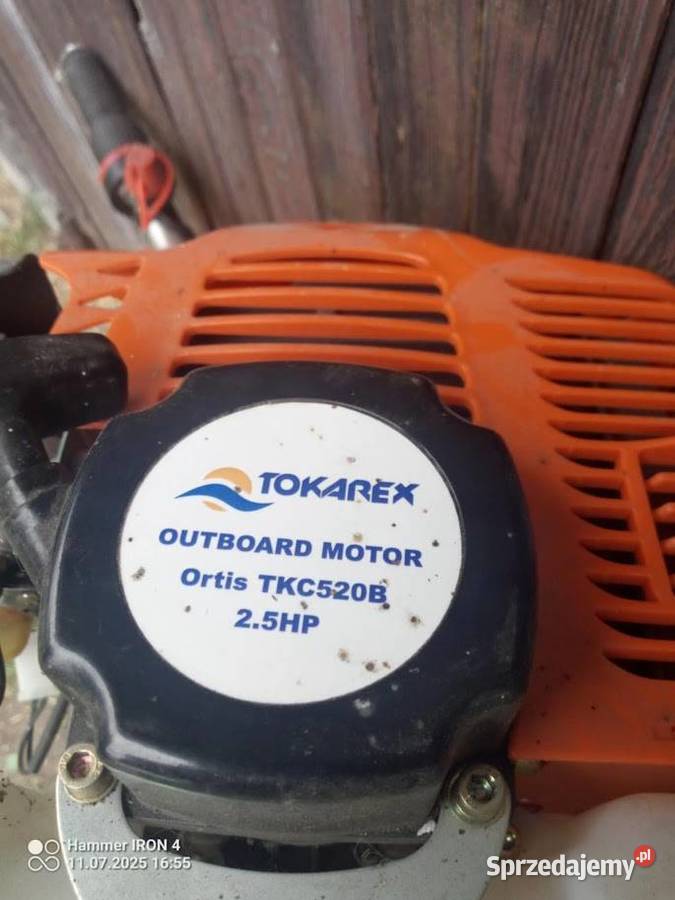 TOKAREX
OUTBOARD MOTOR
Ortis TKC520B
2.5HP
Hammer IRON 4
11.07.2025 16:55
Sprzedajemy.pl